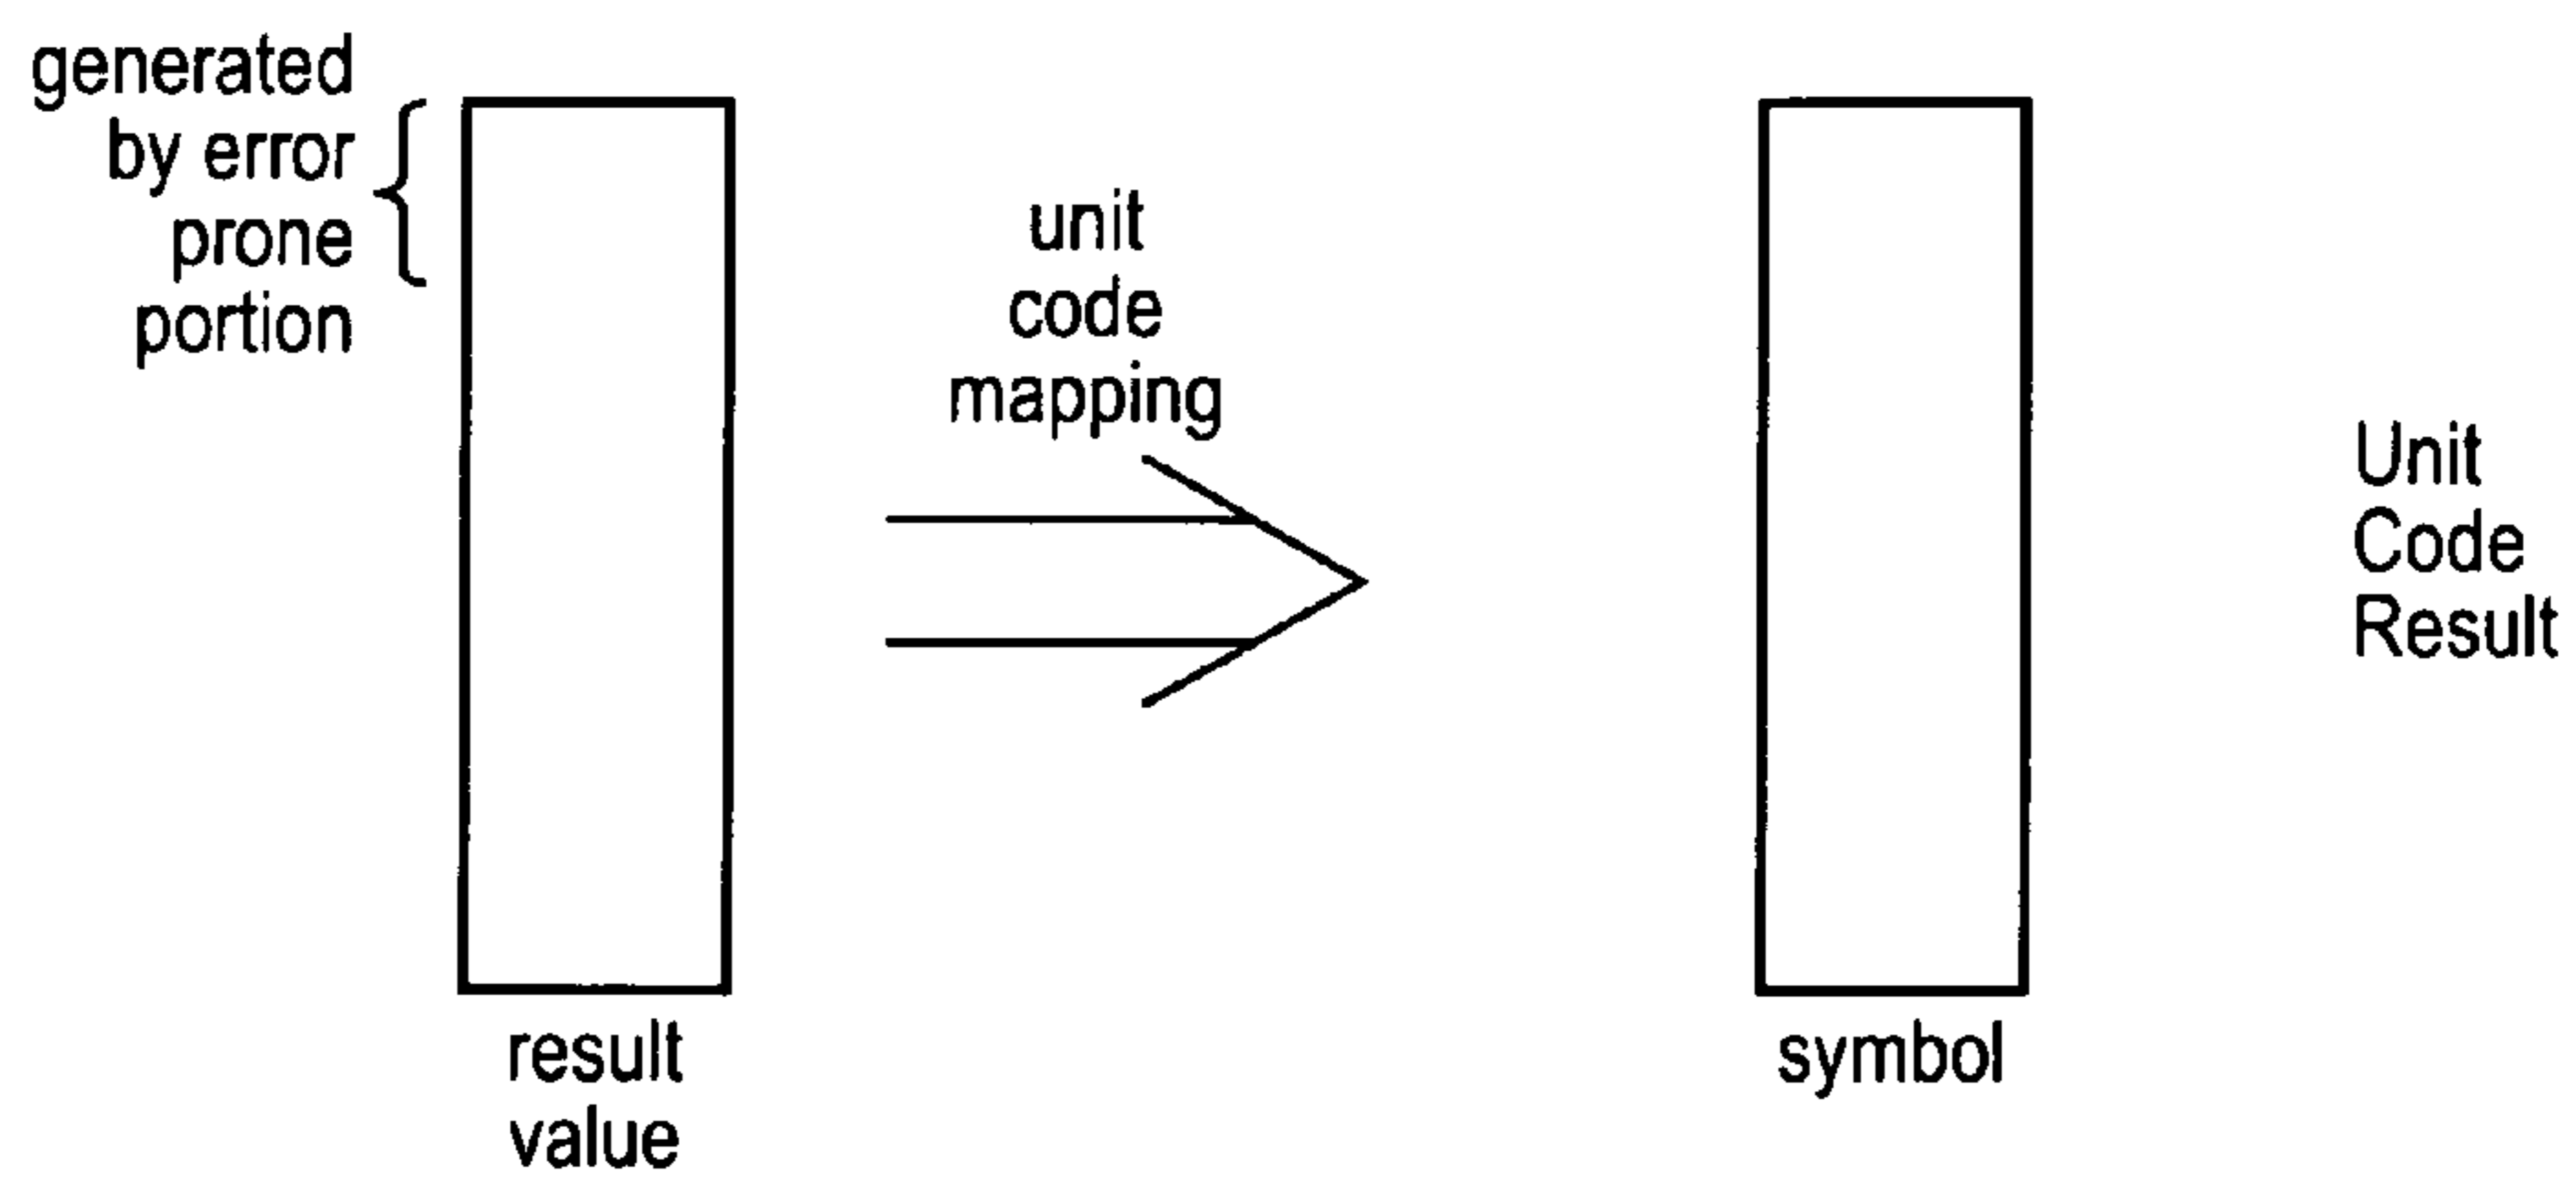 generated
by error
prone
portion
unit
code
mapping
Unit
Code
Result
result
value
symbol